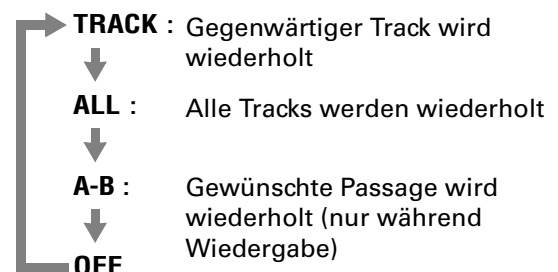 TRACK : Gegenwärtiger Track wird
wiederholt
ALL : Alle Tracks werden wiederholt
A-B : Gewünschte Passage wird
wiederholt (nur während
Wiedergabe)
OFF